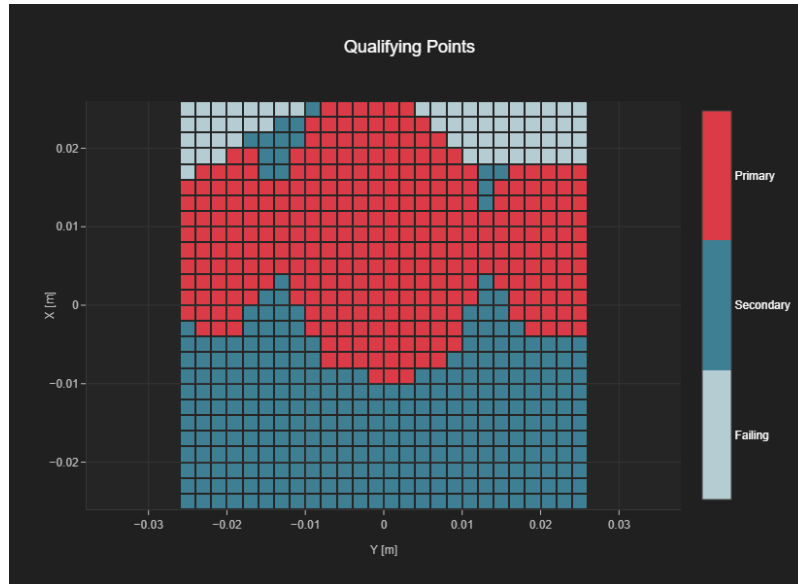 Qualifying Points
0.02
0.01
0
−0.01
−0.02
X [m]
−0.03
−0.02
−0.01
0
0.01
0.02
0.03
Y [m]
Primary
Secondary
Failing